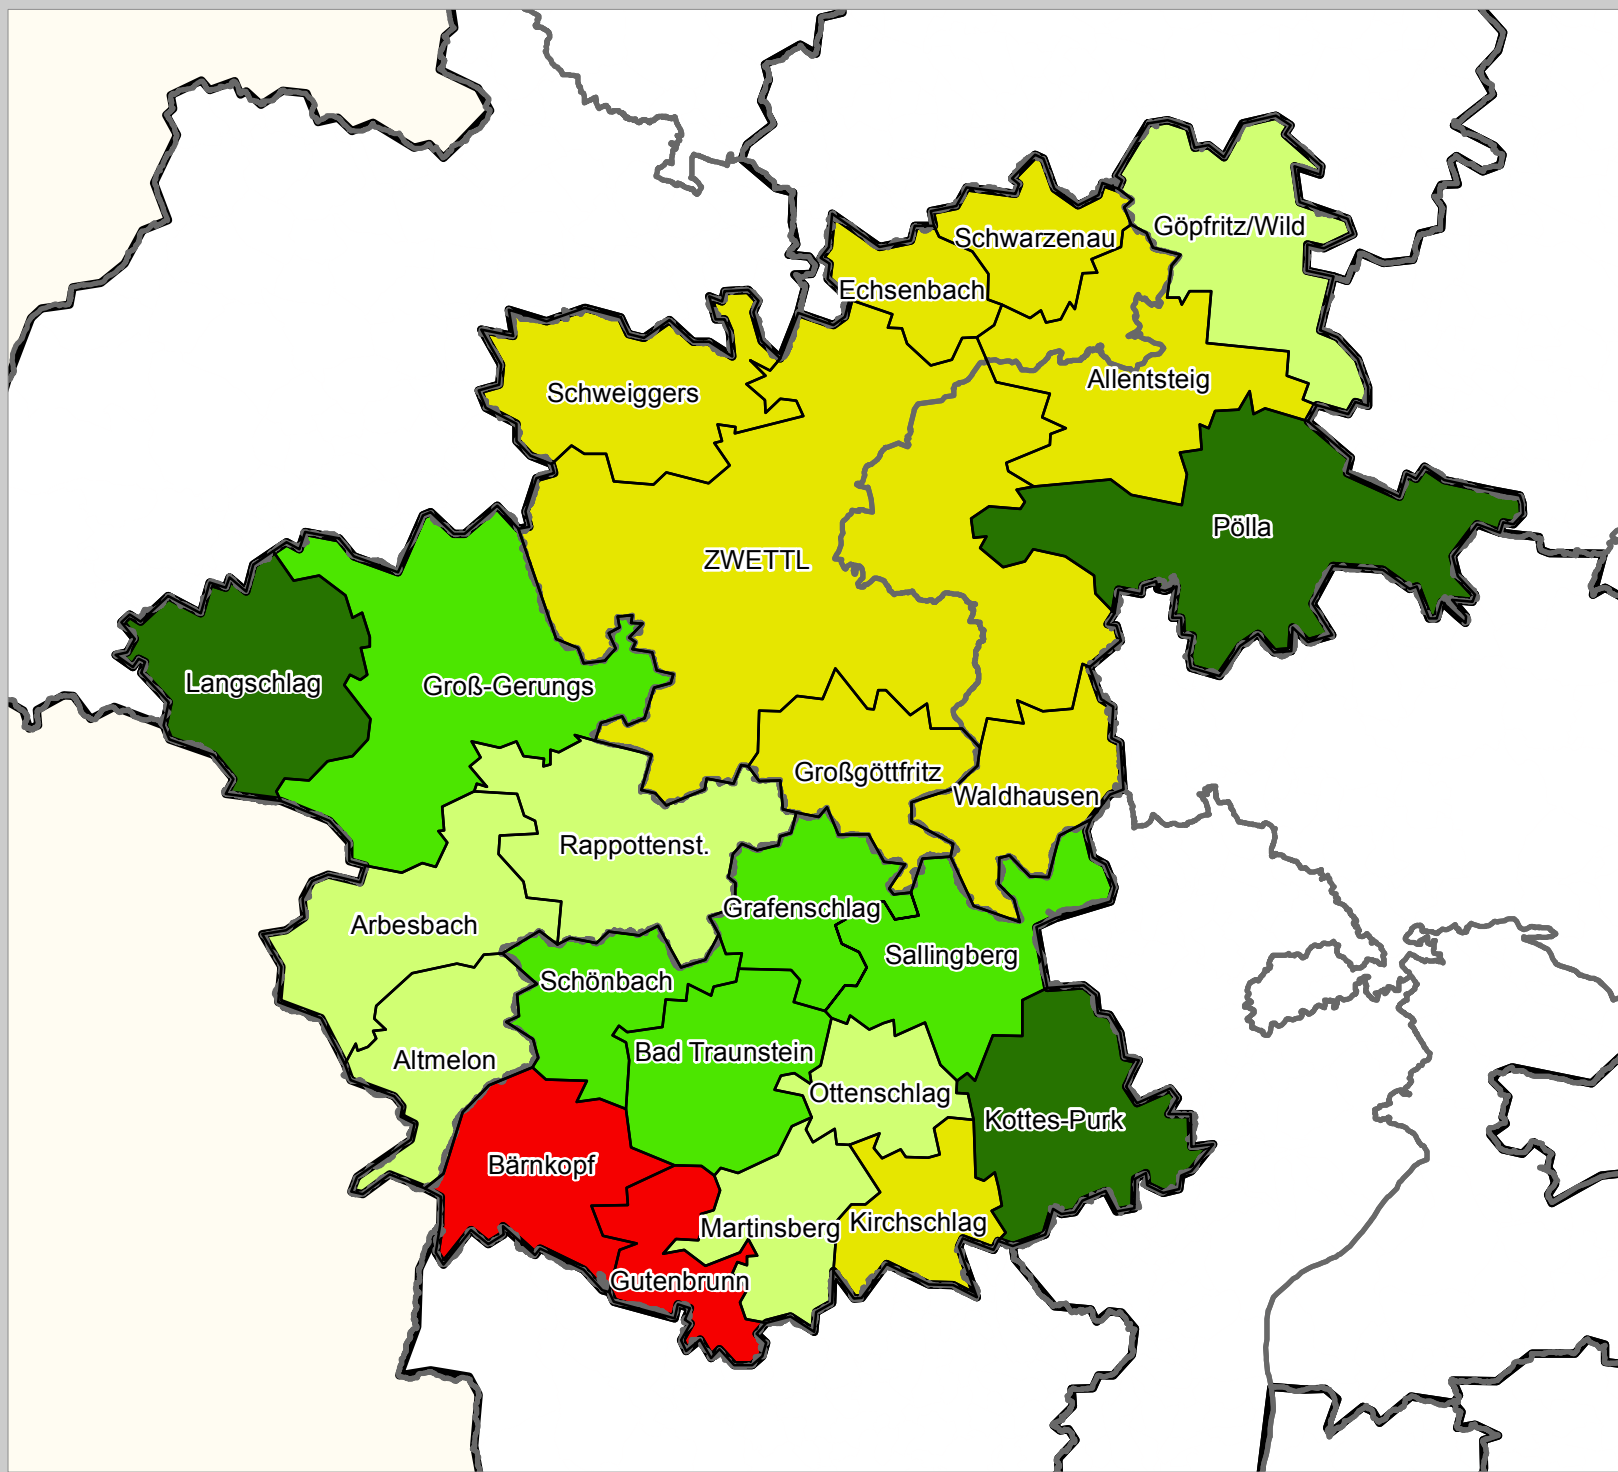 Göpfritz/Wild
Schwarzenau
Echsenbach
Allentsteig
Schweiggers
Pölla
ZWETTL
Langschlag
Groß-Gerungs
Großgöttfritz
Waldhausen
Rappottenst.
Grafenschlag
Arbesbach
Sallingberg
Schönbach
Bad Traunstein
Altmelon
Ottenschlag
Kottes-Purk
Bärnkopf
Martinsberg
Kirchschlag
Gutenbrunn